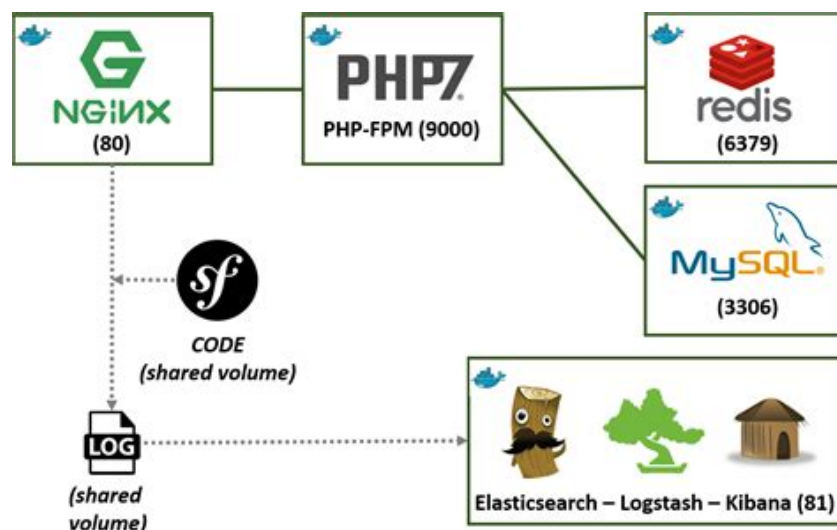 NGiNX
(80)
PHP7
PHP-FPM (9000)
redis
(6379)
MySQL®
(3306)
sf
CODE
(shared volume)
LOG
(shared
volume)
Elasticsearch – Logstash – Kibana (81)